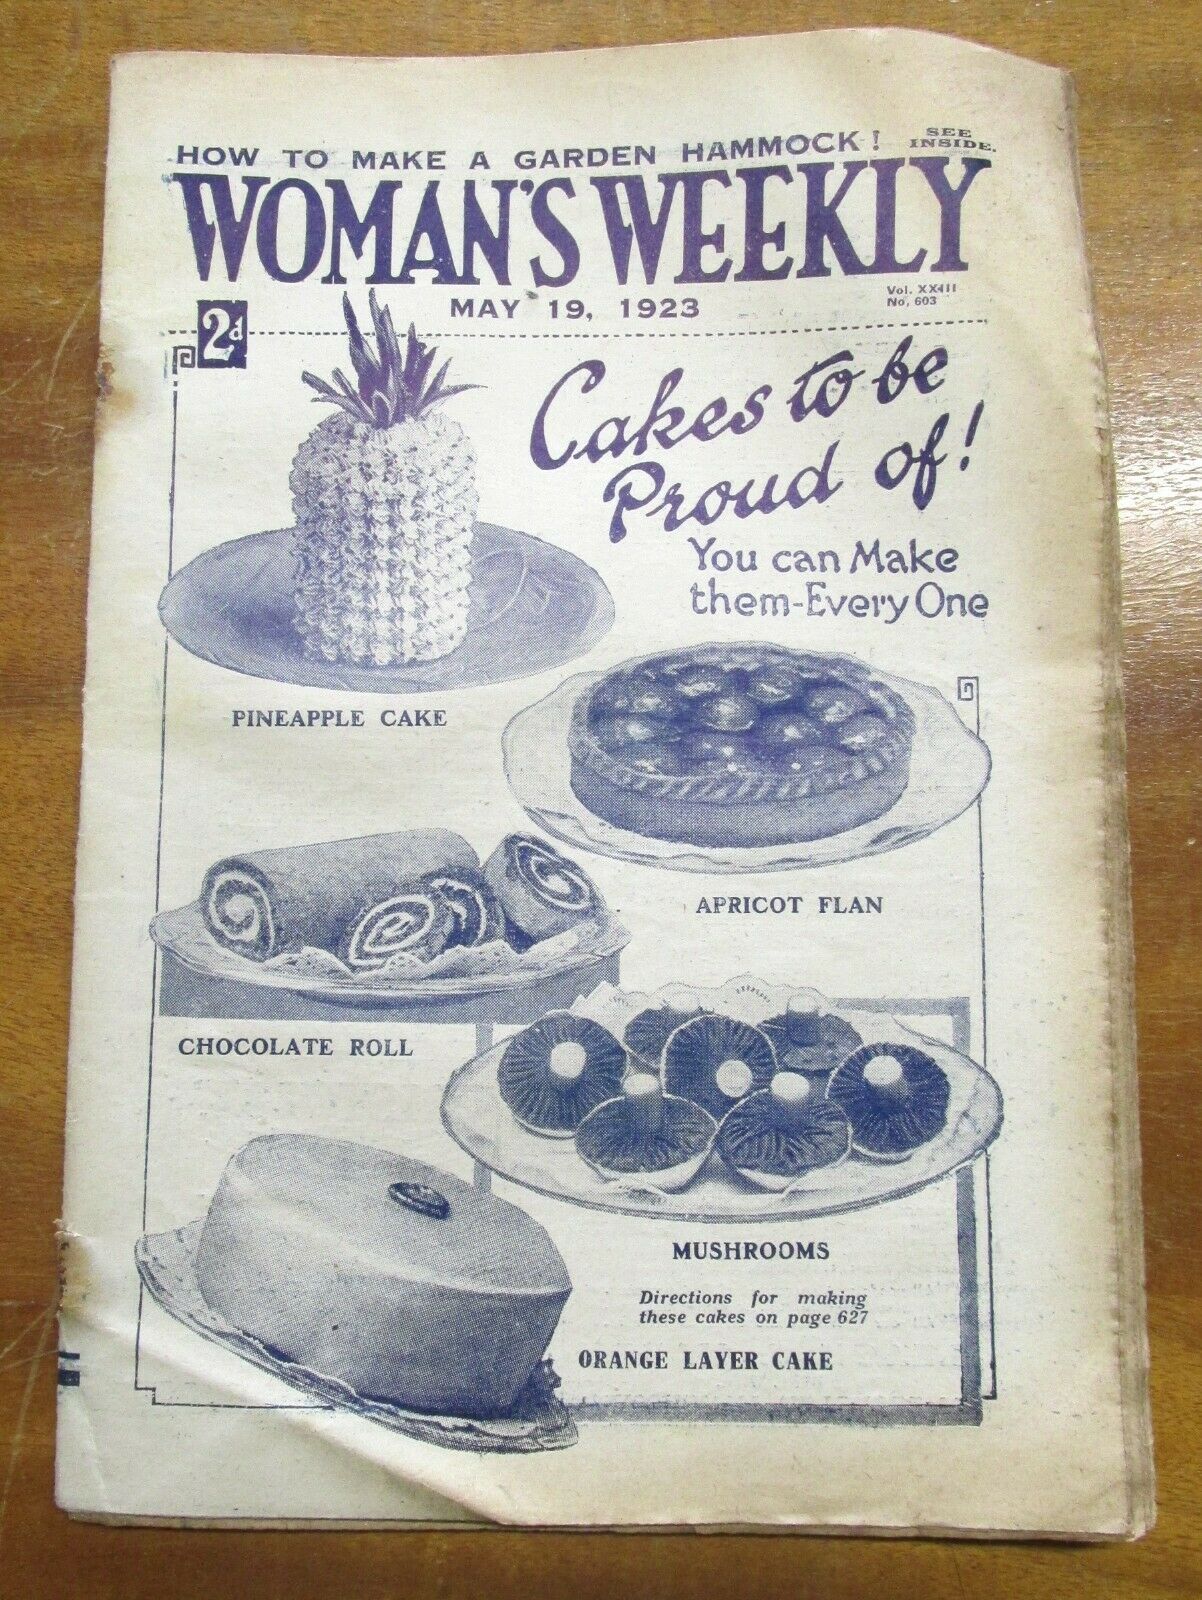 HOW TO MAKE A GARDEN HAMMOCK! SEE INSIDE.
WOMAN'S WEEKLY
MAY 19, 1923
Vol. XXIII
No, 603
2d
Cakes to be
Proud of!
You can Make
them-Every One
PINEAPPLE CAKE
APRICOT FLAN
CHOCOLATE ROLL
MUSHROOMS
Directions for making
these cakes on page 627
ORANGE LAYER CAKE